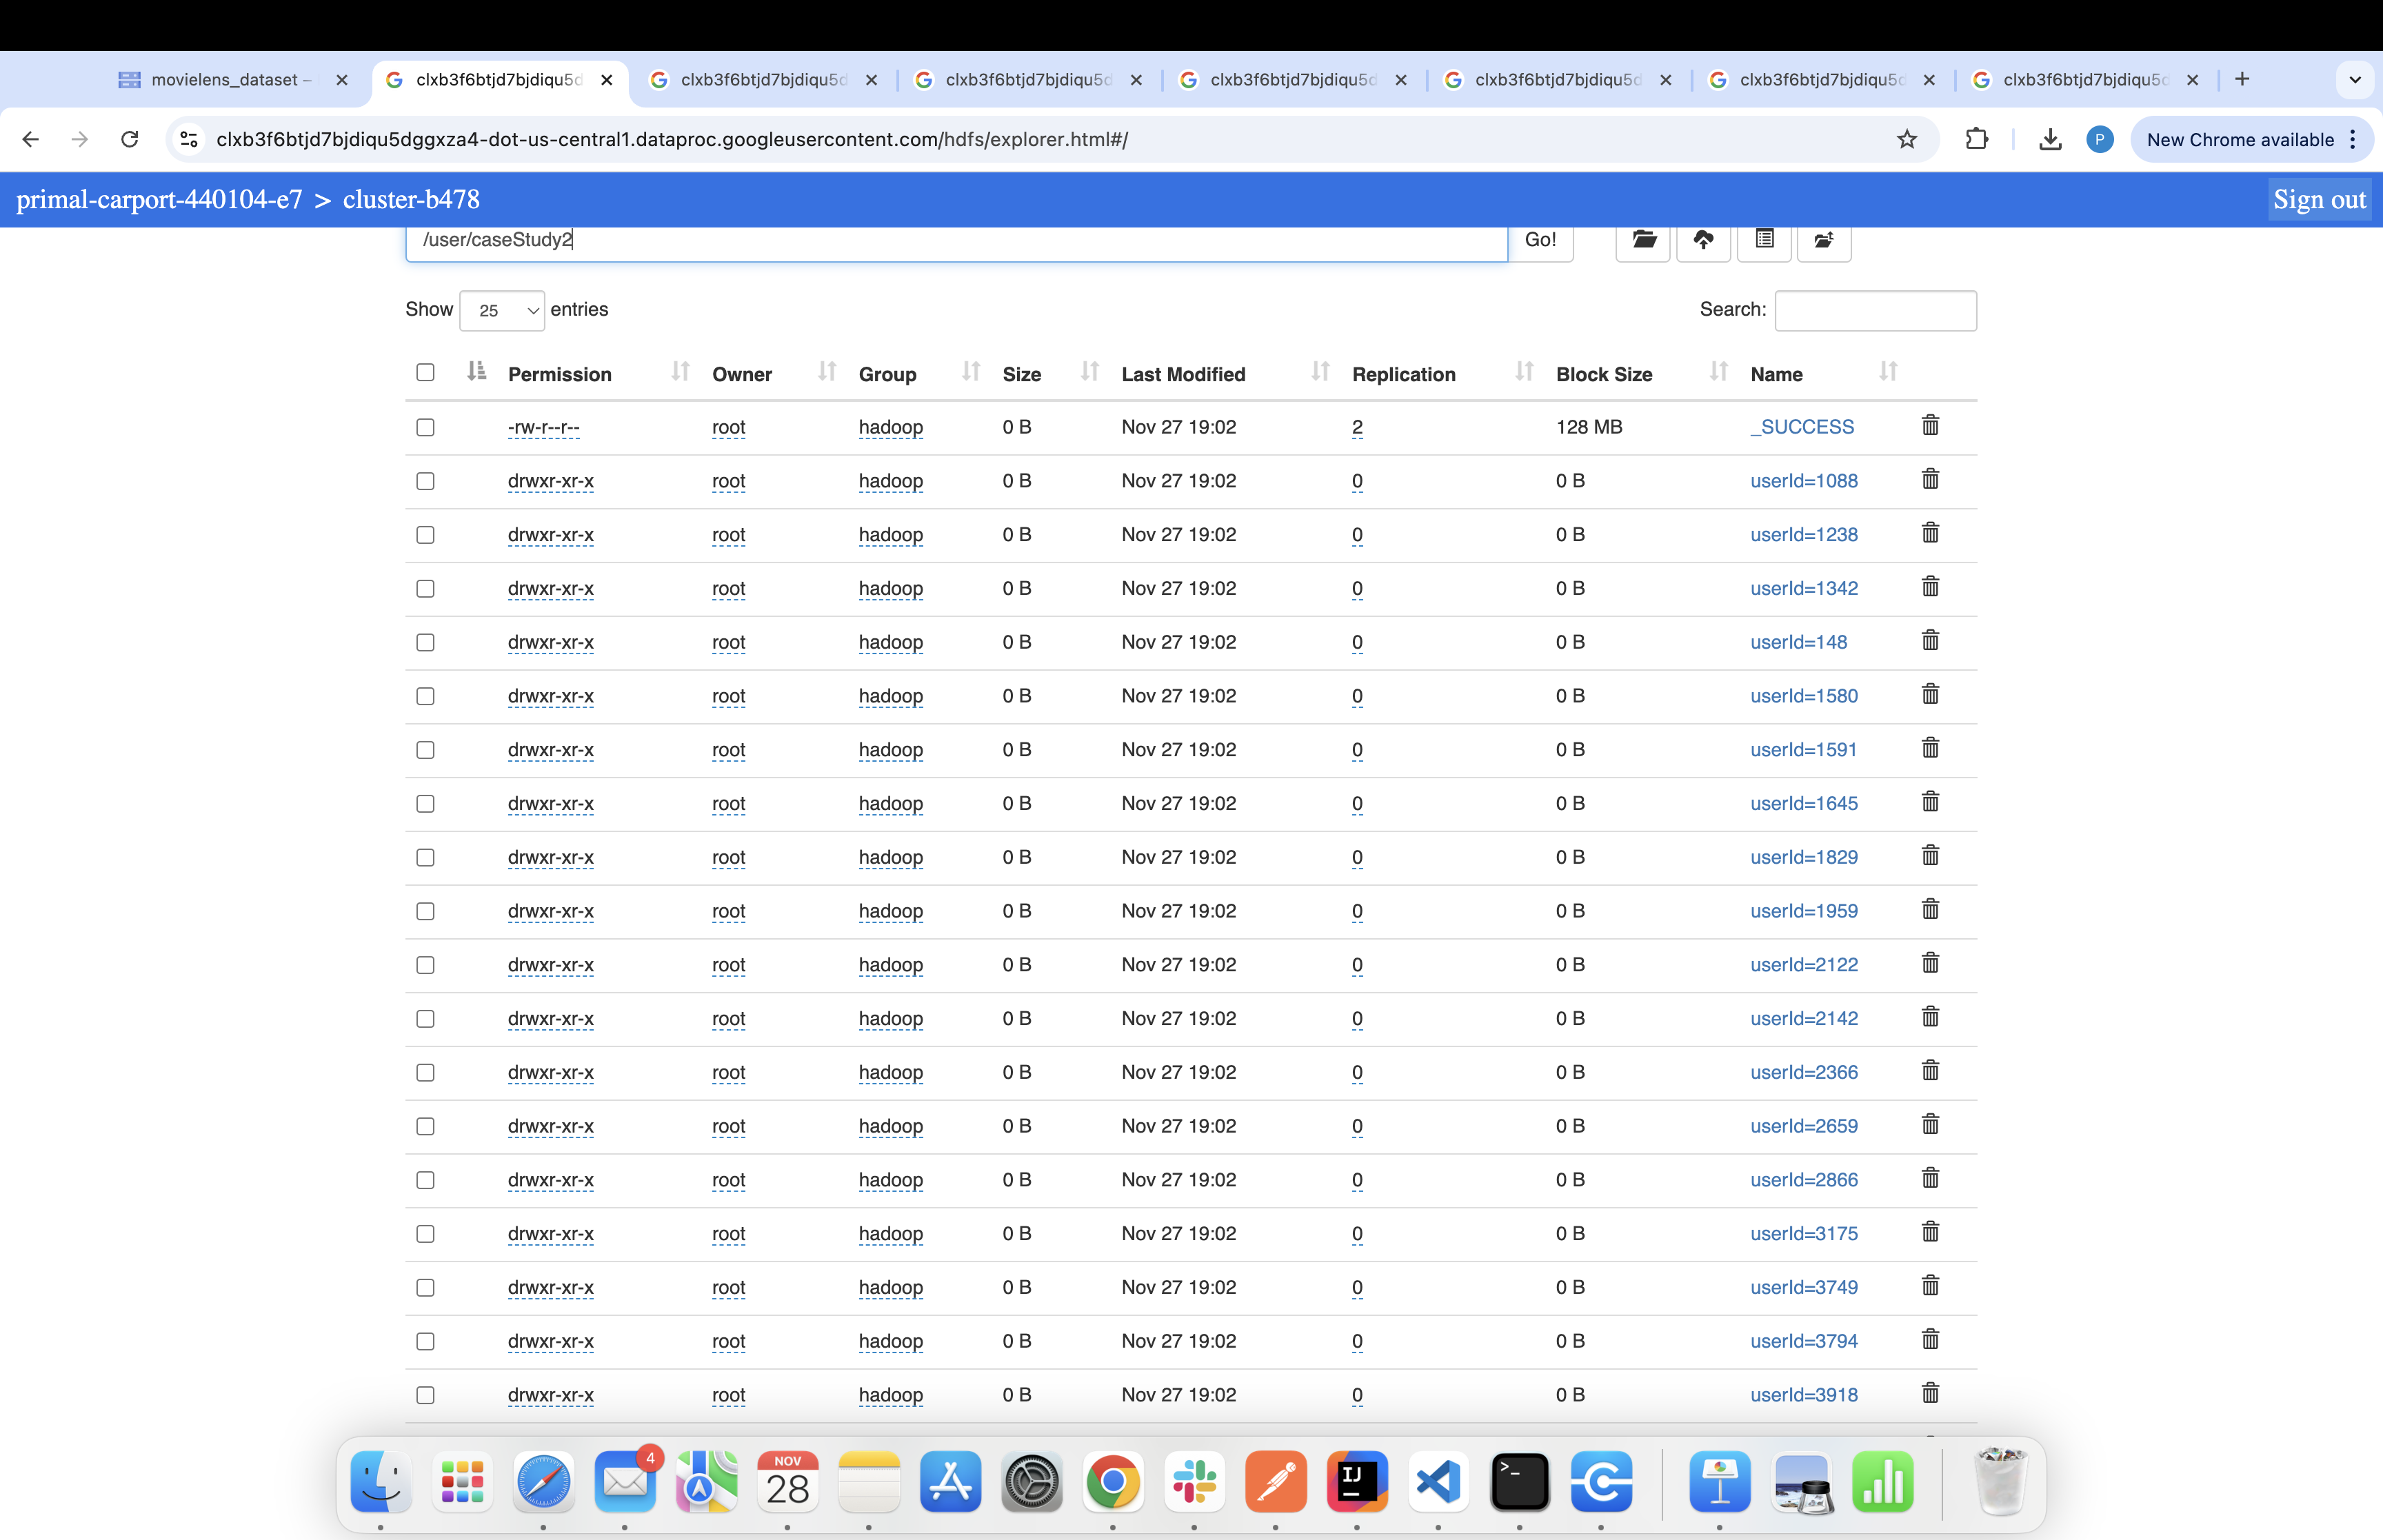 movielens_dataset –
clxb3f6btjd7bjdiqu5d
clxb3f6btjd7bjdiqu5d
clxb3f6btjd7bjdiqu5d
clxb3f6btjd7bjdiqu5d
clxb3f6btjd7bjdiqu5d
clxb3f6btjd7bjdiqu5d
clxb3f6btjd7bjdiqu5d
clxb3f6btjd7bjdiqu5dggxza4-dot-us-central1.dataproc.googleusercontent.com/hdfs/explorer.html#/
P
New Chrome available
primal-carport-440104-e7 > cluster-b478
Sign out
/user/caseStudy2
Go!
Show 25 entries
Search:
Permission Owner Group Size Last Modified Replication Block Size Name
-rw-r--r-- root hadoop 0 B Nov 27 19:02 2 128 MB _SUCCESS
drwxr-xr-x root hadoop 0 B Nov 27 19:02 0 0 B userId=1088
drwxr-xr-x root hadoop 0 B Nov 27 19:02 0 0 B userId=1238
drwxr-xr-x root hadoop 0 B Nov 27 19:02 0 0 B userId=1342
drwxr-xr-x root hadoop 0 B Nov 27 19:02 0 0 B userId=148
drwxr-xr-x root hadoop 0 B Nov 27 19:02 0 0 B userId=1580
drwxr-xr-x root hadoop 0 B Nov 27 19:02 0 0 B userId=1591
drwxr-xr-x root hadoop 0 B Nov 27 19:02 0 0 B userId=1645
drwxr-xr-x root hadoop 0 B Nov 27 19:02 0 0 B userId=1829
drwxr-xr-x root hadoop 0 B Nov 27 19:02 0 0 B userId=1959
drwxr-xr-x root hadoop 0 B Nov 27 19:02 0 0 B userId=2122
drwxr-xr-x root hadoop 0 B Nov 27 19:02 0 0 B userId=2142
drwxr-xr-x root hadoop 0 B Nov 27 19:02 0 0 B userId=2366
drwxr-xr-x root hadoop 0 B Nov 27 19:02 0 0 B userId=2659
drwxr-xr-x root hadoop 0 B Nov 27 19:02 0 0 B userId=2866
drwxr-xr-x root hadoop 0 B Nov 27 19:02 0 0 B userId=3175
drwxr-xr-x root hadoop 0 B Nov 27 19:02 0 0 B userId=3749
drwxr-xr-x root hadoop 0 B Nov 27 19:02 0 0 B userId=3794
drwxr-xr-x root hadoop 0 B Nov 27 19:02 0 0 B userId=3918
4
NOV
28
IJ
>_